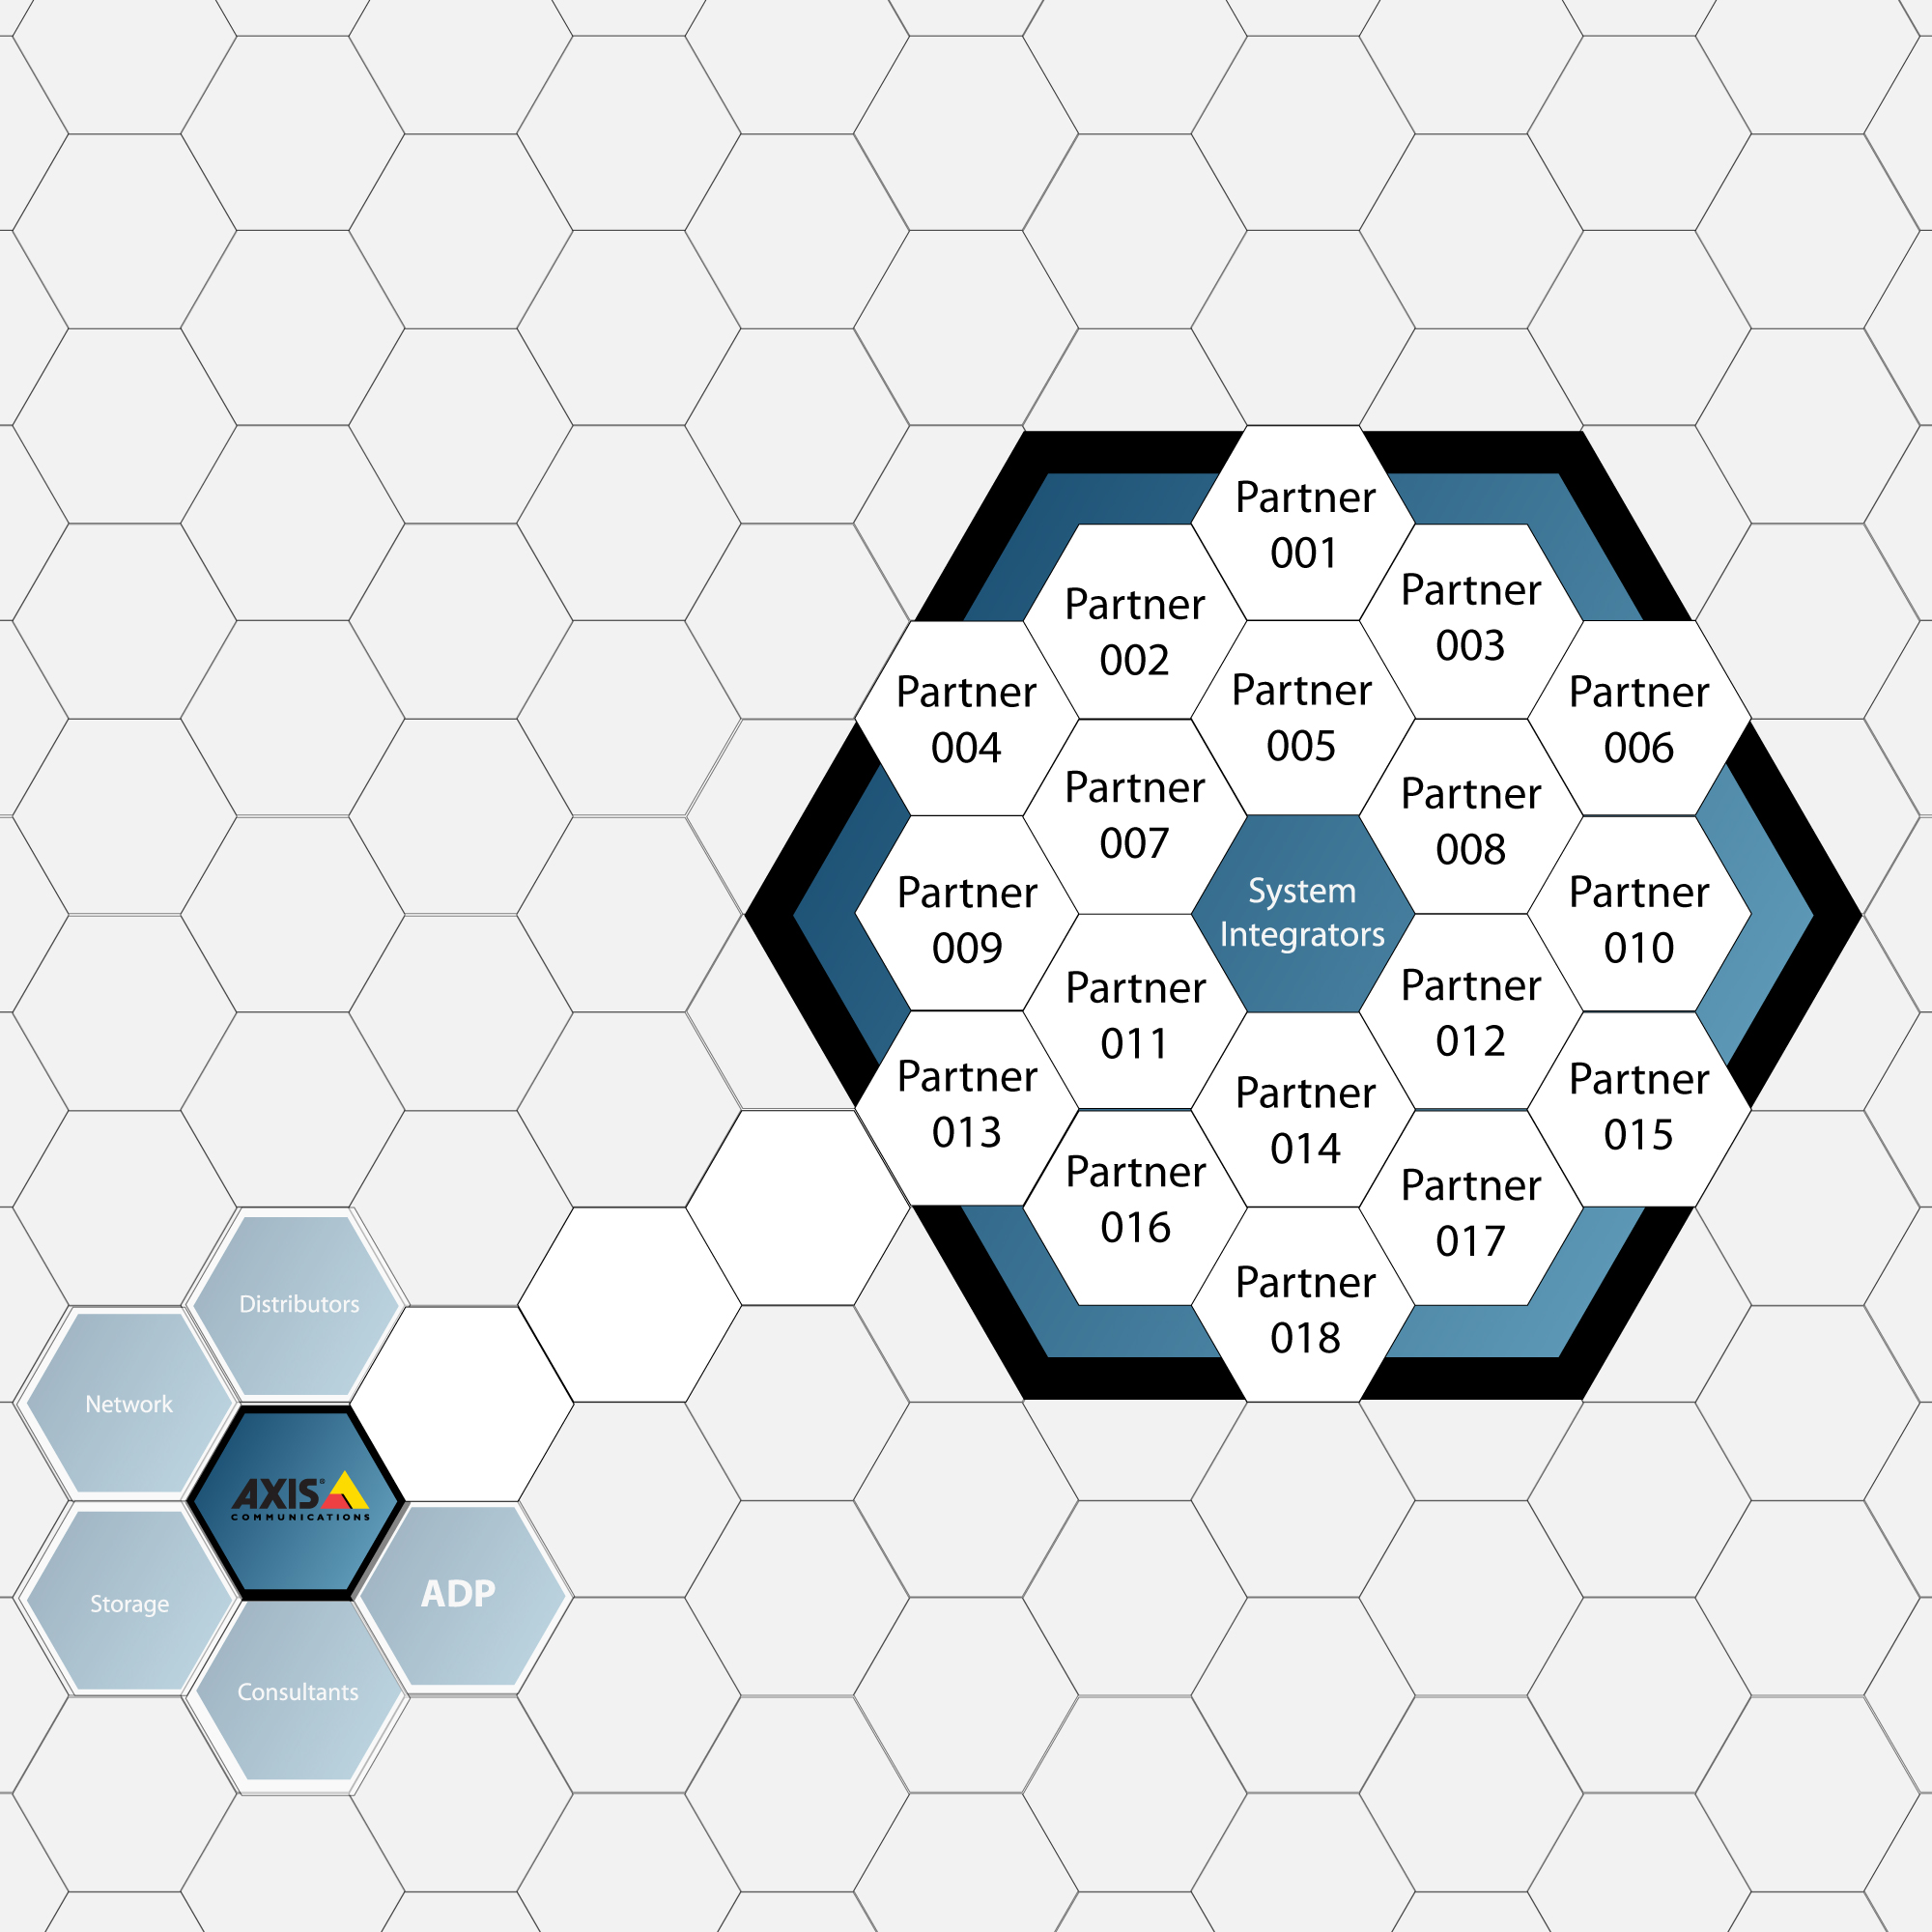 Partner
001
Partner
002
Partner
003
Partner
004
Partner
005
Partner
006
Partner
007
Partner
008
Partner
009
System
Integrators
Partner
010
Partner
011
Partner
012
Partner
013
Partner
014
Partner
015
Partner
016
Partner
017
Partner
018
Distributors
Network
AXIS
COMMUNICATIONS
Storage
ADP
Consultants